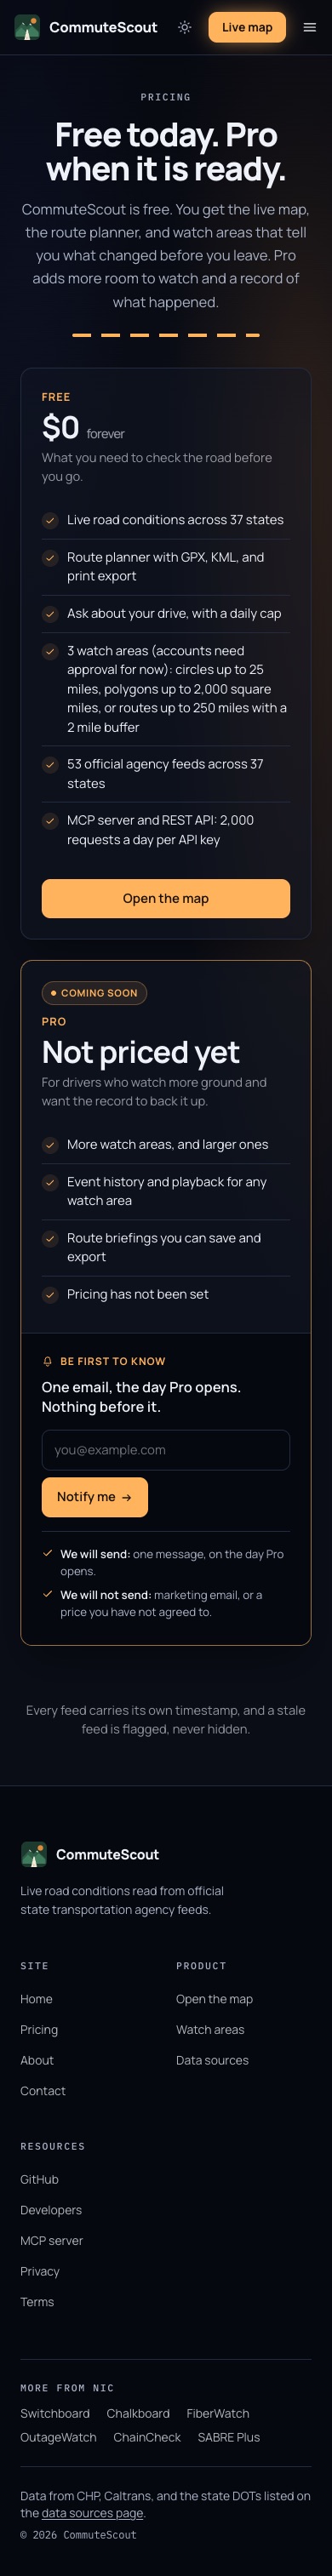 CommuteScout
Live map
PRICING
Free today. Pro
when it is ready.
CommuteScout is free. You get the live map,
the route planner, and watch areas that tell
you what changed before you leave. Pro
adds more room to watch and a record of
what happened.
FREE
$0 forever
What you need to check the road before
you go.
Live road conditions across 37 states
Route planner with GPX, KML, and
print export
Ask about your drive, with a daily cap
3 watch areas (accounts need
approval for now): circles up to 25
miles, polygons up to 2,000 square
miles, or routes up to 250 miles with a
2 mile buffer
53 official agency feeds across 37
states
MCP server and REST API: 2,000
requests a day per API key
Open the map
COMING SOON
PRO
Not priced yet
For drivers who watch more ground and
want the record to back it up.
More watch areas, and larger ones
Event history and playback for any
watch area
Route briefings you can save and
export
Pricing has not been set
BE FIRST TO KNOW
One email, the day Pro opens.
Nothing before it.
you@example.com
Notify me →
We will send: one message, on the day Pro
opens.
We will not send: marketing email, or a
price you have not agreed to.
Every feed carries its own timestamp, and a stale
feed is flagged, never hidden.
CommuteScout
Live road conditions read from official
state transportation agency feeds.
SITE
Home
Pricing
About
Contact
PRODUCT
Open the map
Watch areas
Data sources
RESOURCES
GitHub
Developers
MCP server
Privacy
Terms
MORE FROM NIC
Switchboard Chalkboard FiberWatch
OutageWatch ChainCheck SABRE Plus
Data from CHP, Caltrans, and the state DOTs listed on
the data sources page.
© 2026 CommuteScout